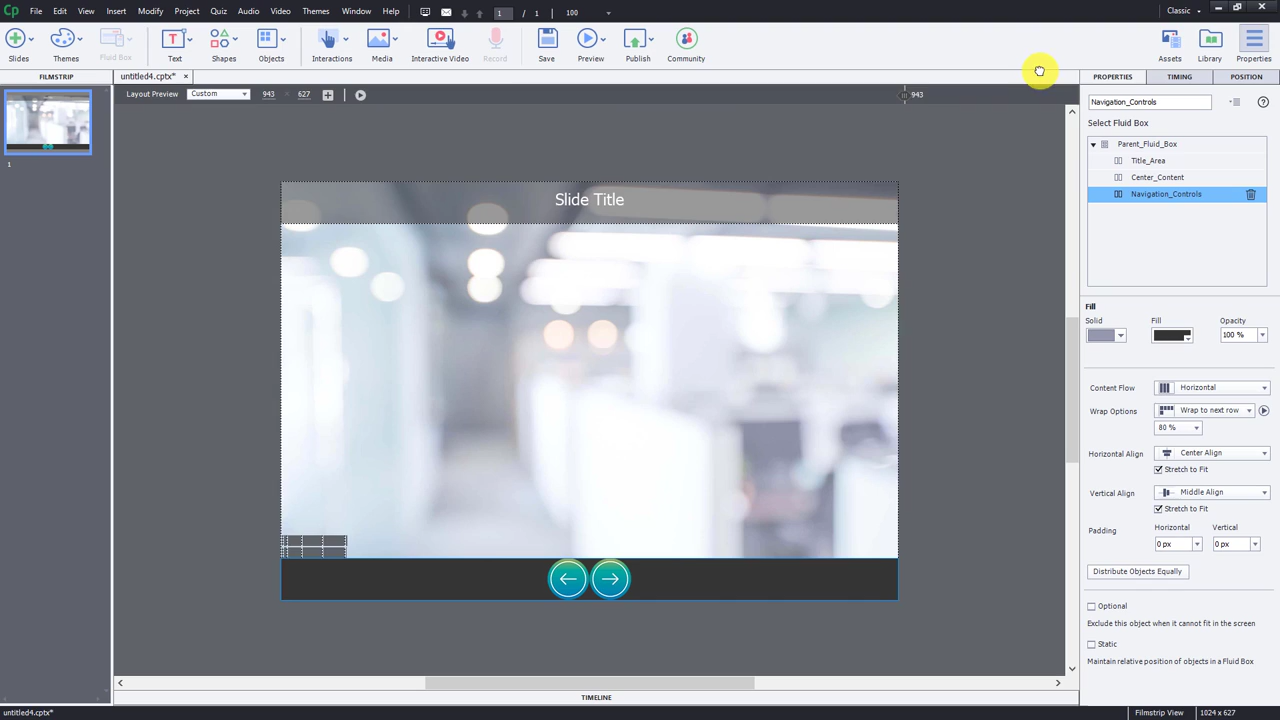 Cp File Edit View Insert Modify Project Quiz Audio Video Themes Window Help 1 / 1 100 Classic
Slides Themes Fluid Box Text Shapes Objects Interactions Media Interactive Video Record Save Preview Publish Community Assets Library Properties
FILMSTRIP untitled4.cptx* × PROPERTIES TIMING POSITION
Layout Preview Custom 943 × 627 943
Navigation_Controls
Select Fluid Box
Parent_Fluid_Box
Title_Area
Center_Content
Navigation_Controls
1
Slide Title
Fill
Solid Fill Opacity
100 %
Content Flow Horizontal
Wrap Options Wrap to next row
80 %
Horizontal Align Center Align
Stretch to Fit
Vertical Align Middle Align
Stretch to Fit
Padding Horizontal Vertical
0 px 0 px
Distribute Objects Equally
Optional
Exclude this object when it cannot fit in the screen
Static
Maintain relative position of objects in a Fluid Box
TIMELINE
untitled4.cptx* Filmstrip View 1024 x 627